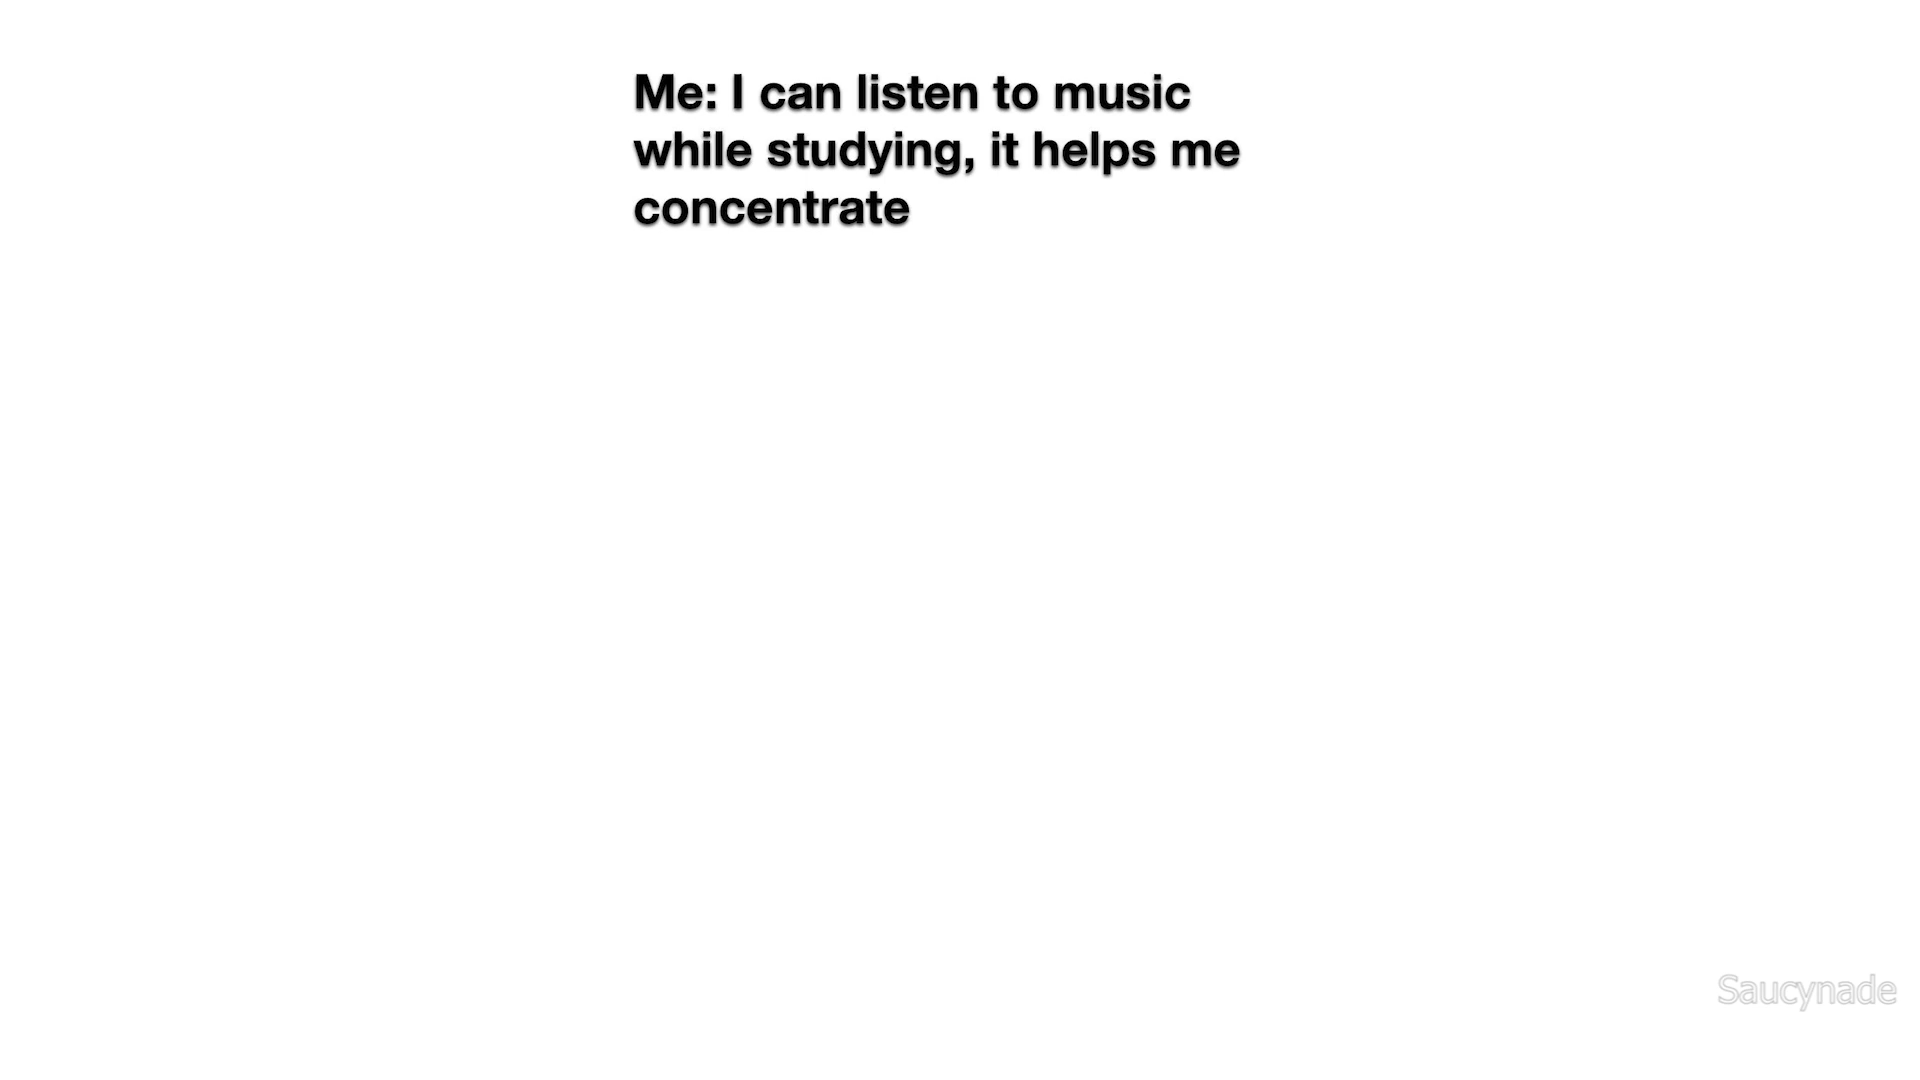 Me: I can listen to music
while studying, it helps me
concentrate
Saucynade